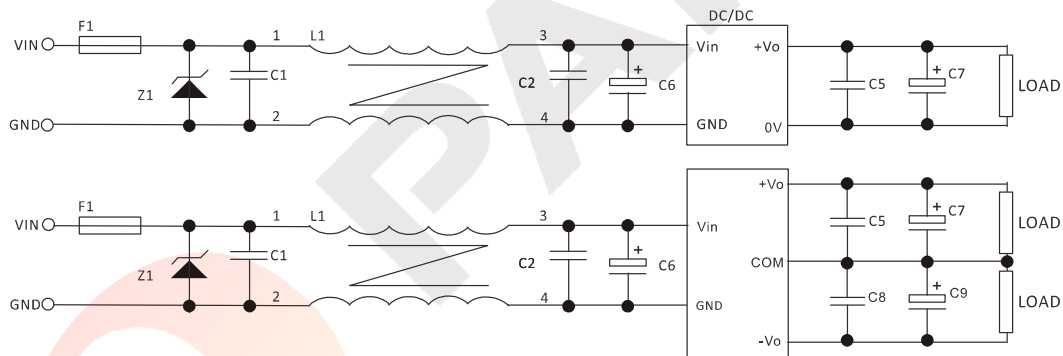 DC/DC
F1
1 L1 3
VIN Vin +Vo
C1 C2 + C6 C5 + C7 LOAD
Z1
2 4
GND GND 0V
+Vo
F1
1 L1 3
VIN Vin C5 + C7 LOAD
C1 C2 + C6 COM
Z1
2 4 C8 + C9 LOAD
GND GND
-Vo
PA